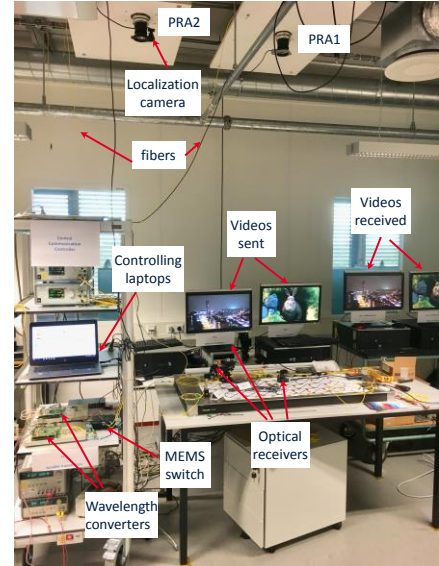 PRA2
PRA1
Localization
camera
fibers
Videos
received
Videos
sent
Central
Communication
Controller
Controlling
laptops
MEMS
switch
Optical
receivers
Wavelength
converters